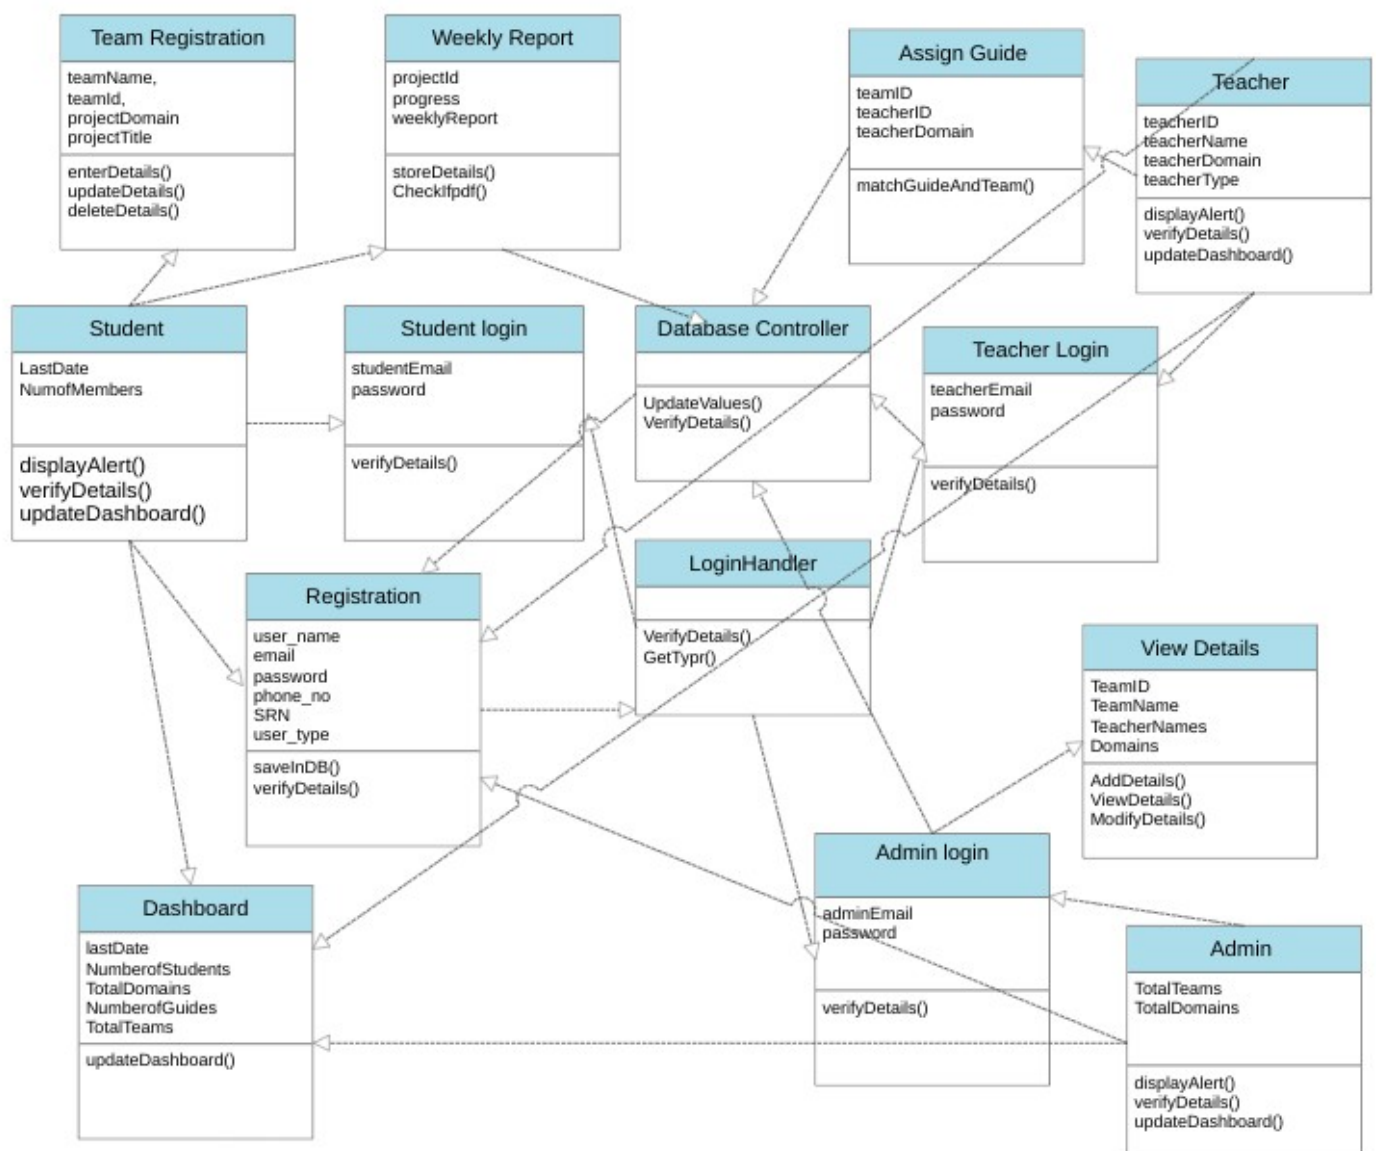 Team Registration
teamName,
teamId,
projectDomain
projectTitle
enterDetails()
updateDetails()
deleteDetails()
Weekly Report
projectId
progress
weeklyReport
storeDetails()
CheckIfpdf()
Assign Guide
teamID
teacherID
teacherDomain
matchGuideAndTeam()
Teacher
teacherID
teacherName
teacherDomain
teacherType
displayAlert()
verifyDetails()
updateDashboard()
Student
LastDate
NumofMembers
displayAlert()
verifyDetails()
updateDashboard()
Student login
studentEmail
password
verifyDetails()
Database Controller
UpdateValues()
VerifyDetails()
Teacher Login
teacherEmail
password
verifyDetails()
Registration
user_name
email
password
phone_no
SRN
user_type
saveInDB()
verifyDetails()
LoginHandler
VerifyDetails()
GetTypr()
View Details
TeamID
TeamName
TeacherNames
Domains
AddDetails()
ViewDetails()
ModifyDetails()
Dashboard
lastDate
NumberofStudents
TotalDomains
NumberofGuides
TotalTeams
updateDashboard()
Admin login
adminEmail
password
verifyDetails()
Admin
TotalTeams
TotalDomains
displayAlert()
verifyDetails()
updateDashboard()